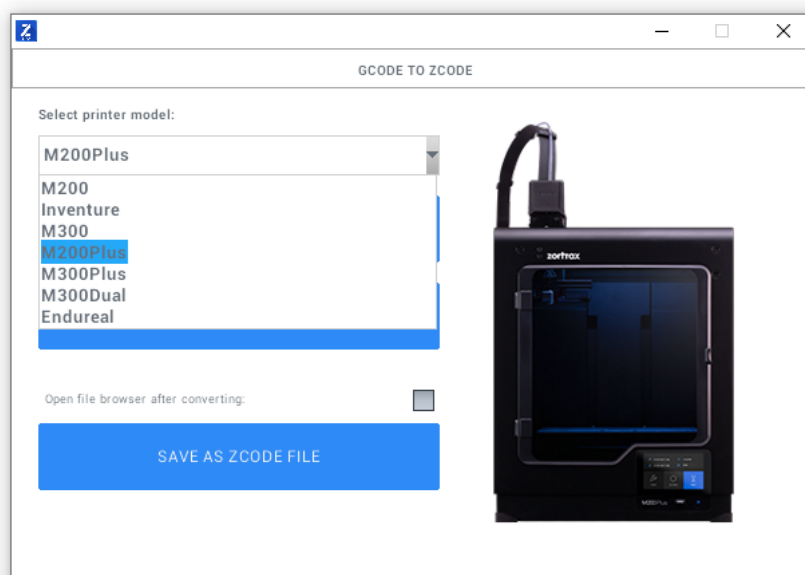 GCODE TO ZCODE
Select printer model:
M200Plus
M200
Inventure
M300
M200Plus
M300Plus
M300Dual
Endureal
Open file browser after converting:
SAVE AS ZCODE FILE
zortrax
M200Plus